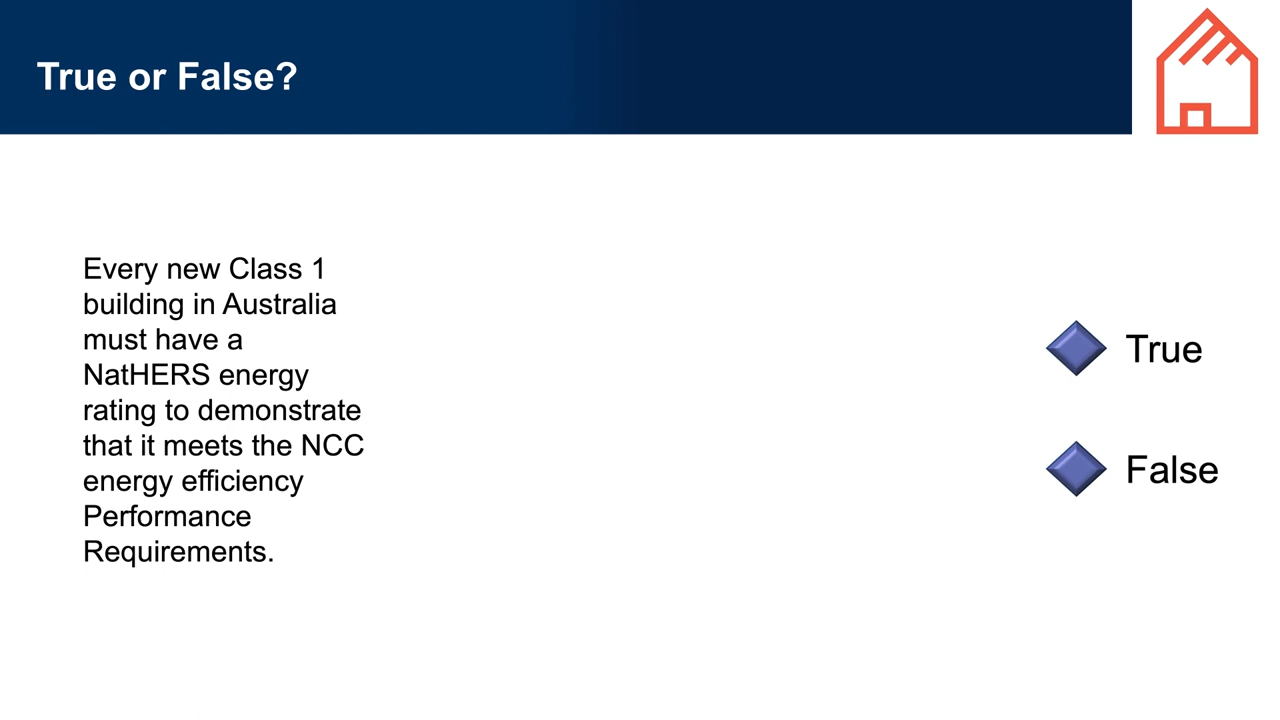 True or False?
Every new Class 1
building in Australia
must have a
NatHERS energy
rating to demonstrate
that it meets the NCC
energy efficiency
Performance
Requirements.
True
False